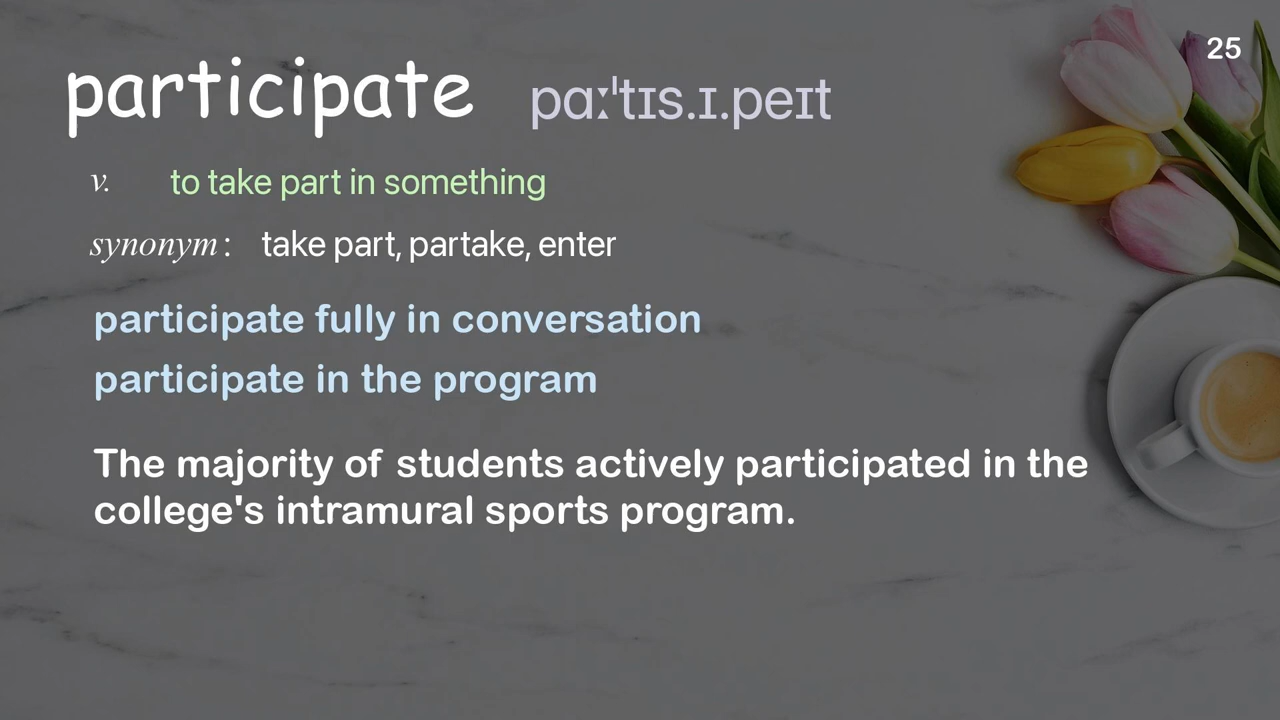 25
participate pɑːˈtɪs.ɪ.peɪt
v. to take part in something
synonym: take part, partake, enter
participate fully in conversation
participate in the program
The majority of students actively participated in the
college's intramural sports program.